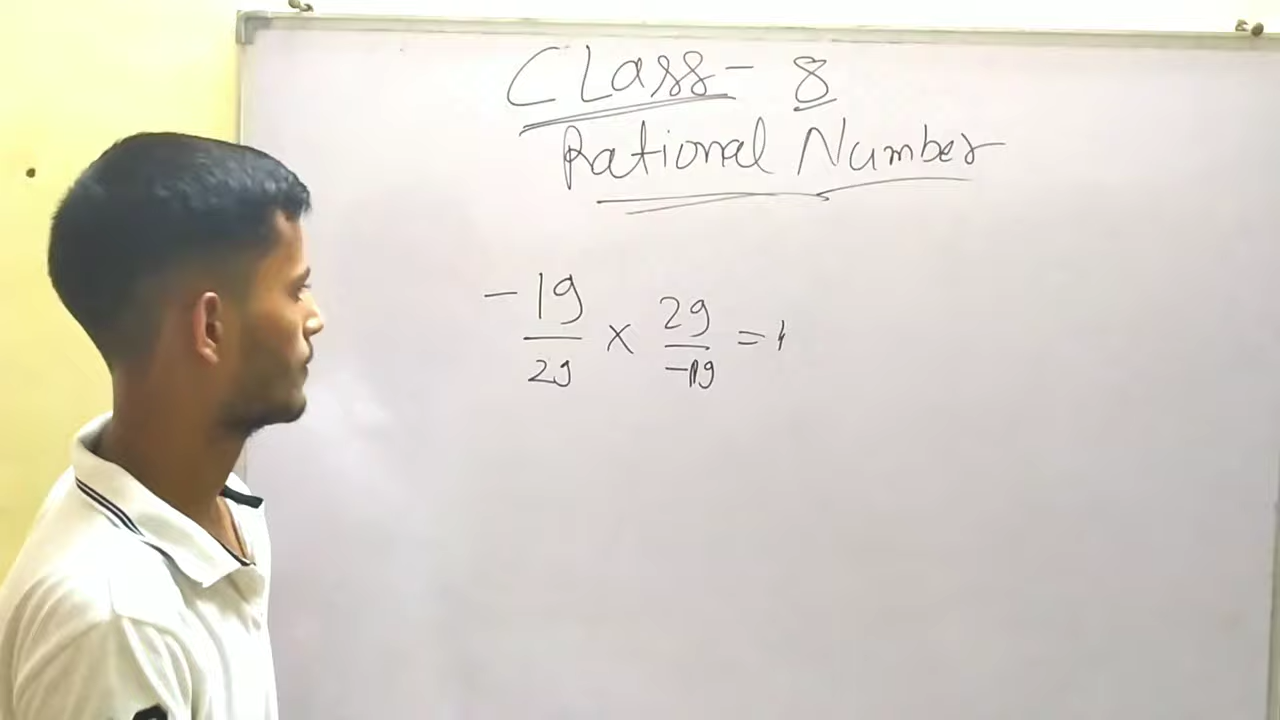 Class - 8
Rational Number
-19/29 × 29/-19 = 1